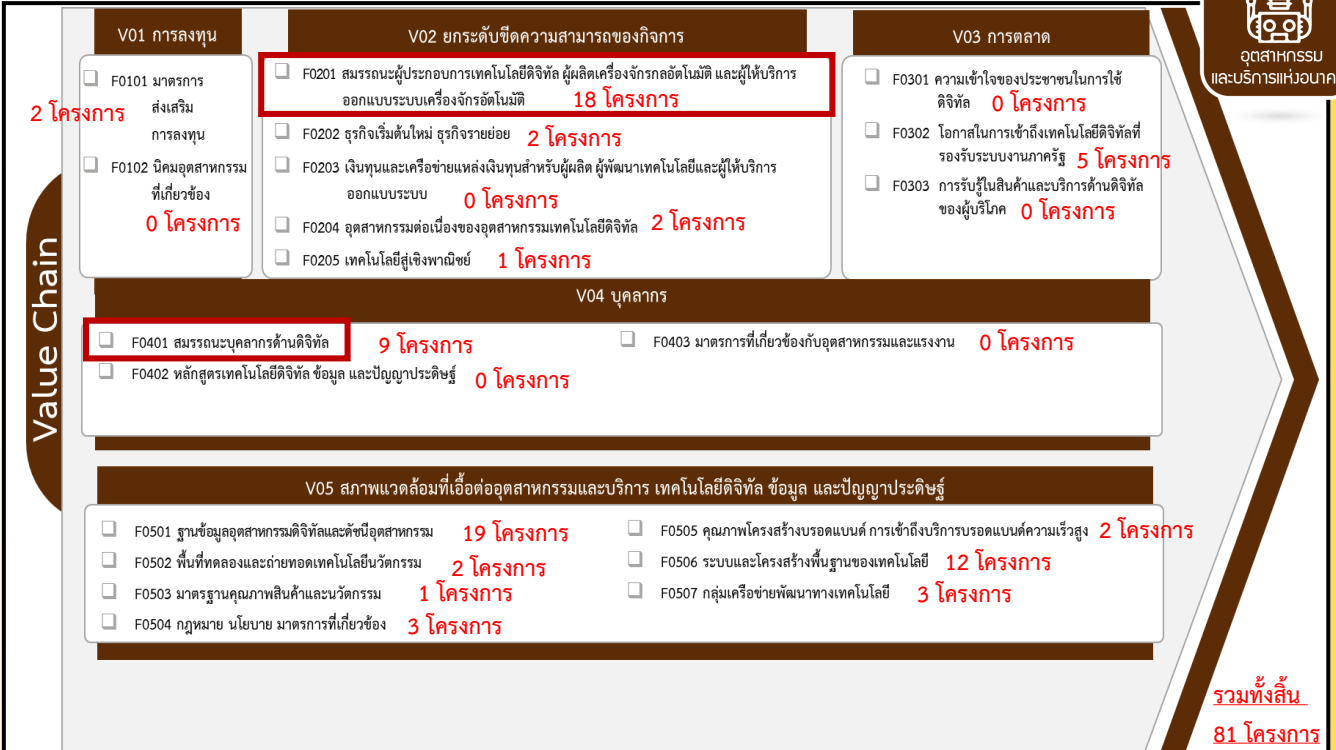 อุตสาหกรรม
และบริการแห่งอนาค
V01 การลงทุน
F0101 มาตรการ
ส่งเสริม
การลงทุน
2 โครงการ
F0102 นิคมอุตสาหกรรม
ที่เกี่ยวข้อง
0 โครงการ
V02 ยกระดับขีดความสามารถของกิจการ
F0201 สมรรถนะผู้ประกอบการเทคโนโลยีดิจิทัล ผู้ผลิตเครื่องจักรกลอัตโนมัติ และผู้ให้บริการ
ออกแบบระบบเครื่องจักรอัตโนมัติ 18 โครงการ
F0202 ธุรกิจเริ่มต้นใหม่ ธุรกิจรายย่อย 2 โครงการ
F0203 เงินทุนและเครือข่ายแหล่งเงินทุนสำหรับผู้ผลิต ผู้พัฒนาเทคโนโลยีและผู้ให้บริการ
ออกแบบระบบ 0 โครงการ
F0204 อุตสาหกรรมต่อเนื่องของอุตสาหกรรมเทคโนโลยีดิจิทัล 2 โครงการ
F0205 เทคโนโลยีสู่เชิงพาณิชย์ 1 โครงการ
V03 การตลาด
F0301 ความเข้าใจของประชาชนในการใช้
ดิจิทัล 0 โครงการ
F0302 โอกาสในการเข้าถึงเทคโนโลยีดิจิทัลที่
รองรับระบบงานภาครัฐ 5 โครงการ
F0303 การรับรู้ในสินค้าและบริการด้านดิจิทัล
ของผู้บริโภค 0 โครงการ
Value Chain
V04 บุคลากร
F0401 สมรรถนะบุคลากรด้านดิจิทัล 9 โครงการ
F0402 หลักสูตรเทคโนโลยีดิจิทัล ข้อมูล และปัญญาประดิษฐ์ 0 โครงการ
F0403 มาตรการที่เกี่ยวข้องกับอุตสาหกรรมและแรงงาน 0 โครงการ
V05 สภาพแวดล้อมที่เอื้อต่ออุตสาหกรรมและบริการ เทคโนโลยีดิจิทัล ข้อมูล และปัญญาประดิษฐ์
F0501 ฐานข้อมูลอุตสาหกรรมดิจิทัลและดัชนีอุตสาหกรรม 19 โครงการ
F0502 พื้นที่ทดลองและถ่ายทอดเทคโนโลยีนวัตกรรม 2 โครงการ
F0503 มาตรฐานคุณภาพสินค้าและนวัตกรรม 1 โครงการ
F0504 กฎหมาย นโยบาย มาตรการที่เกี่ยวข้อง 3 โครงการ
F0505 คุณภาพโครงสร้างบรอดแบนด์ การเข้าถึงบริการบรอดแบนด์ความเร็วสูง 2 โครงการ
F0506 ระบบและโครงสร้างพื้นฐานของเทคโนโลยี 12 โครงการ
F0507 กลุ่มเครือข่ายพัฒนาทางเทคโนโลยี 3 โครงการ
รวมทั้งสิ้น
81 โครงการ